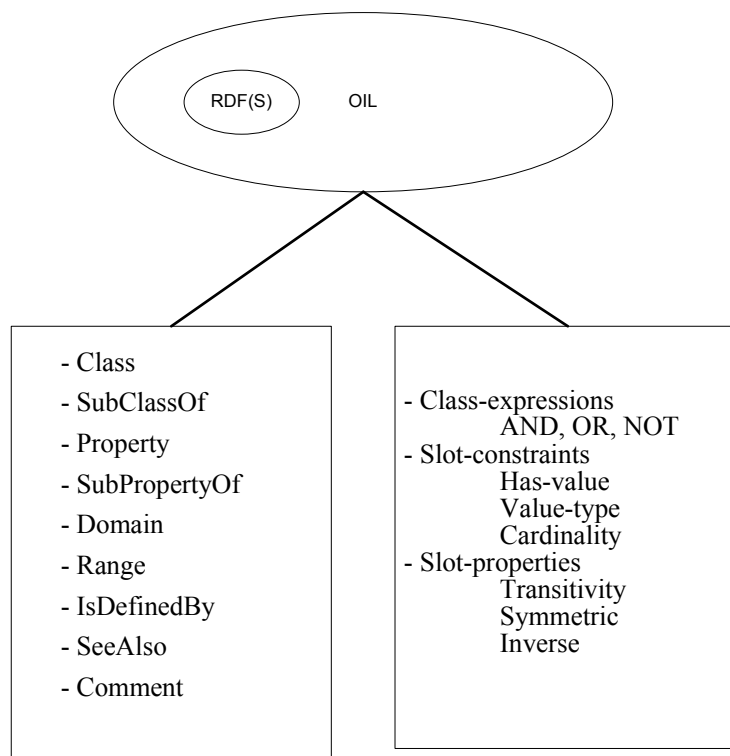 RDF(S) OIL
- Class
- SubClassOf
- Property
- SubPropertyOf
- Domain
- Range
- IsDefinedBy
- SeeAlso
- Comment
- Class-expressions
AND, OR, NOT
- Slot-constraints
Has-value
Value-type
Cardinality
- Slot-properties
Transitivity
Symmetric
Inverse